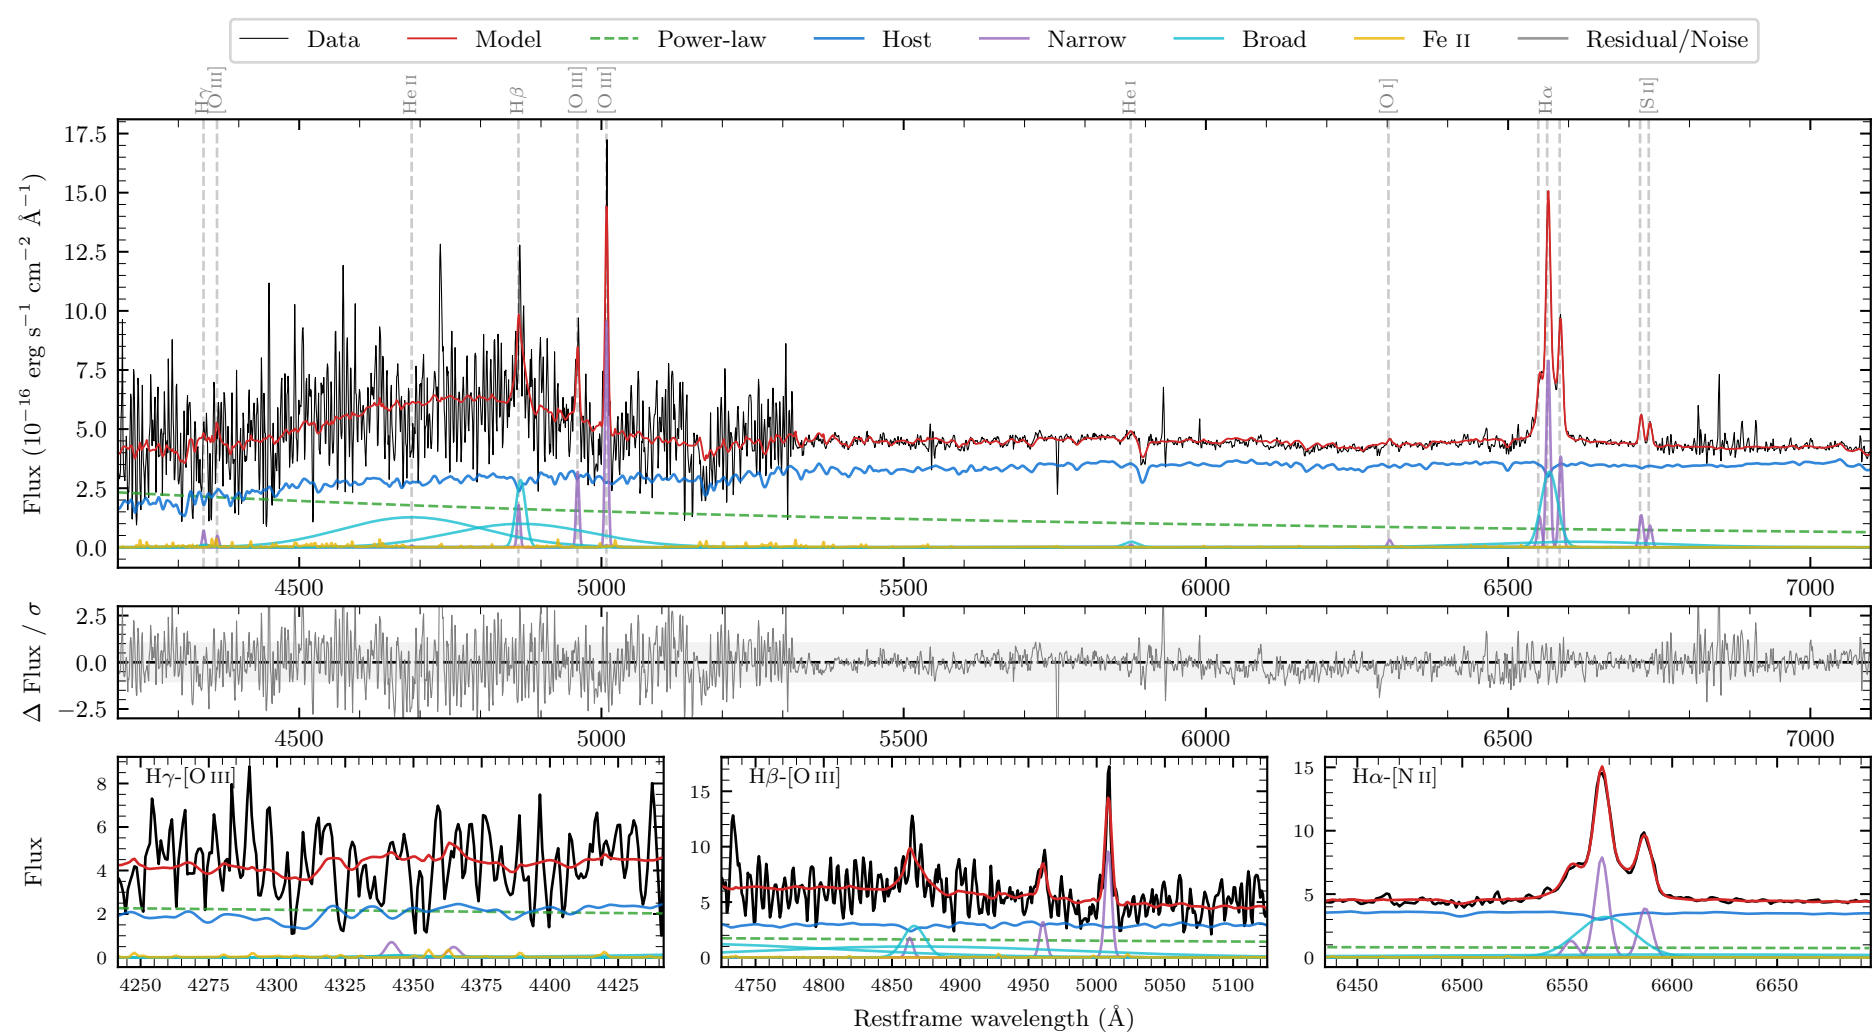 Data Model Power-law Host Narrow Broad Fe II Residual/Noise
Hγ [O III] He II Hβ [O III] [O III] He I [O I] Hα [S II]
Flux (10⁻¹⁶ erg s⁻¹ cm⁻² Å⁻¹)
17.5
15.0
12.5
10.0
7.5
5.0
2.5
0.0
4500 5000 5500 6000 6500 7000
Δ Flux / σ
2.5
0.0
−2.5
4500 5000 5500 6000 6500 7000
Flux
Hγ-[O III]
8
6
4
2
0
4250 4275 4300 4325 4350 4375 4400 4425
Hβ-[O III]
15
10
5
0
4750 4800 4850 4900 4950 5000 5050 5100
Hα-[N II]
15
10
5
0
6450 6500 6550 6600 6650
Restframe wavelength (Å)